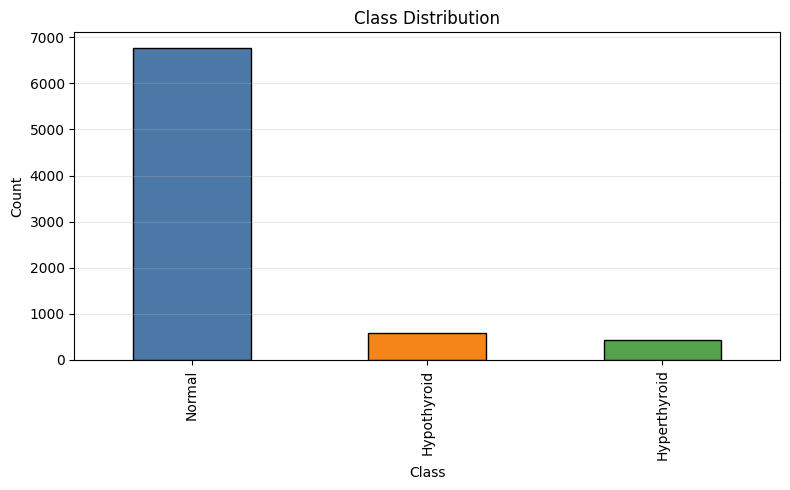 Class Distribution
Count
7000
6000
5000
4000
3000
2000
1000
0
Normal
Hypothyroid
Hyperthyroid
Class